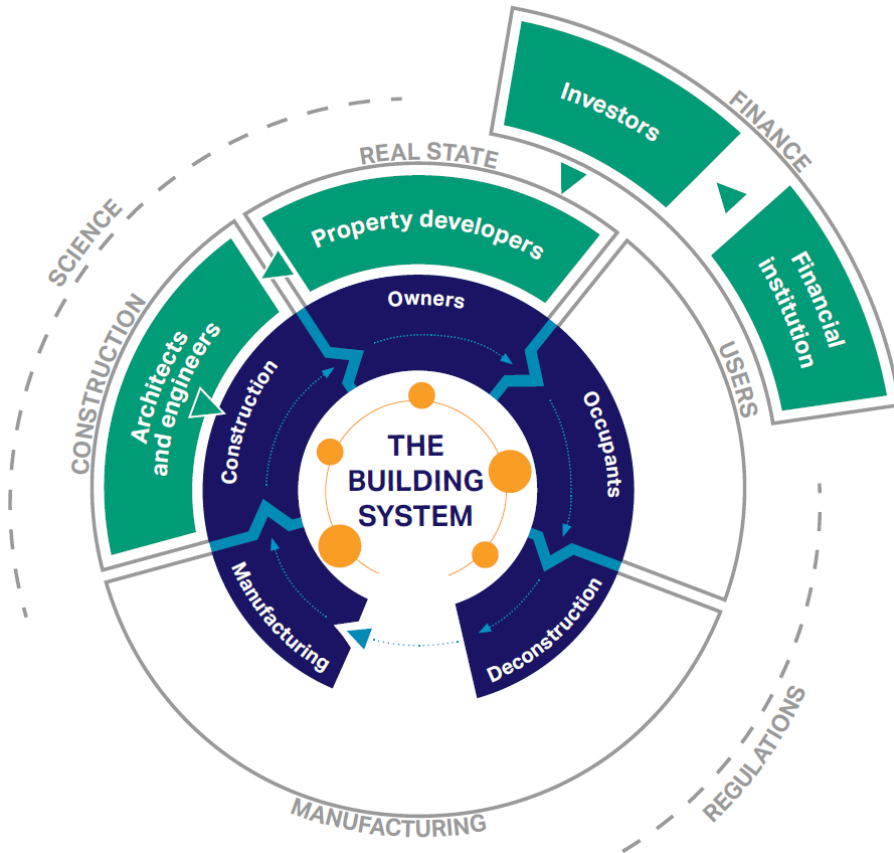 FINANCE
Investors
Financial
institution
REAL STATE
Property developers
SCIENCE
CONSTRUCTION
Architects
and engineers
USERS
Owners
Construction
Occupants
Manufacturing
Deconstruction
THE
BUILDING
SYSTEM
MANUFACTURING
REGULATIONS